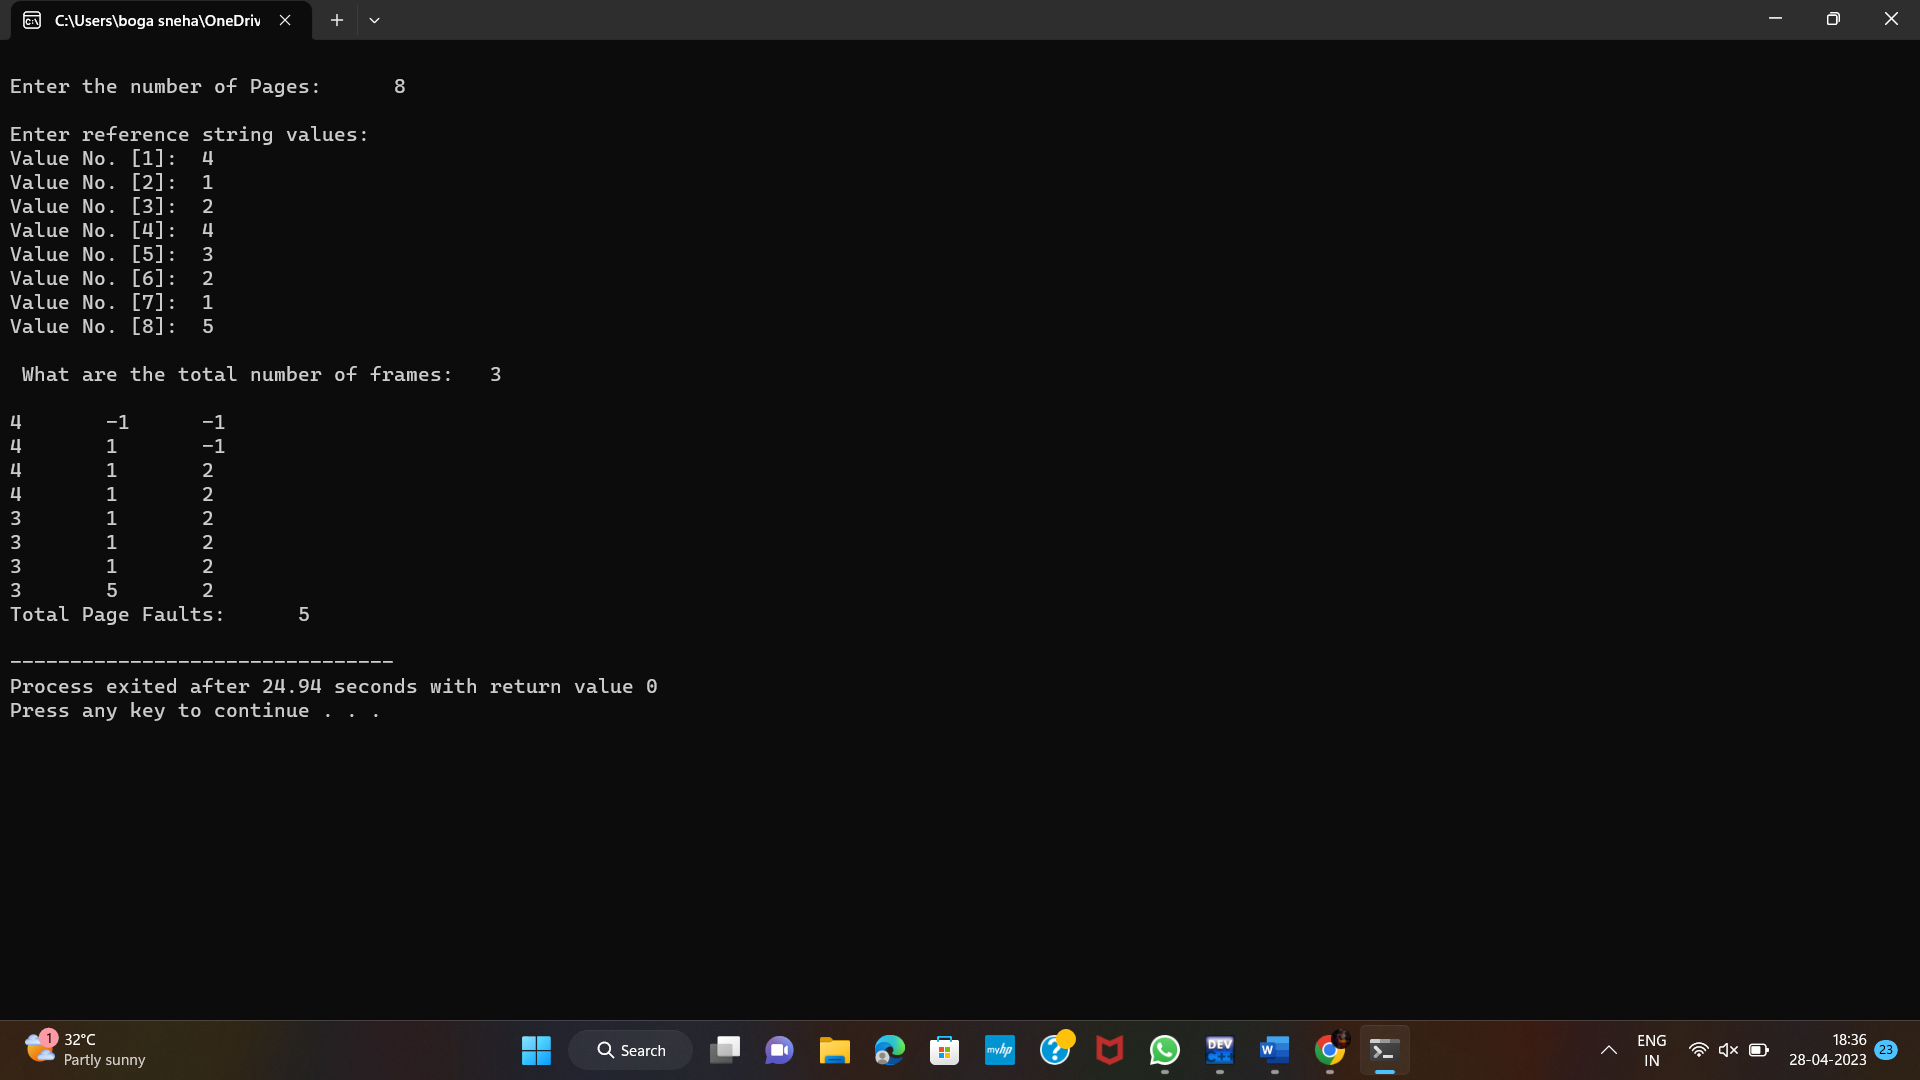 C:\Users\boga sneha\OneDriv
Enter the number of Pages:      8
Enter reference string values:
Value No. [1]:  4
Value No. [2]:  1
Value No. [3]:  2
Value No. [4]:  4
Value No. [5]:  3
Value No. [6]:  2
Value No. [7]:  1
Value No. [8]:  5
What are the total number of frames:   3
4       -1      -1
4       1       -1
4       1       2
4       1       2
3       1       2
3       1       2
3       1       2
3       5       2
Total Page Faults:      5
--------------------------------
Process exited after 24.94 seconds with return value 0
Press any key to continue . . .
1
32°C
Partly sunny
Search
myhp
?
DEV
C++
W
ENG
IN
18:36
28-04-2023
23